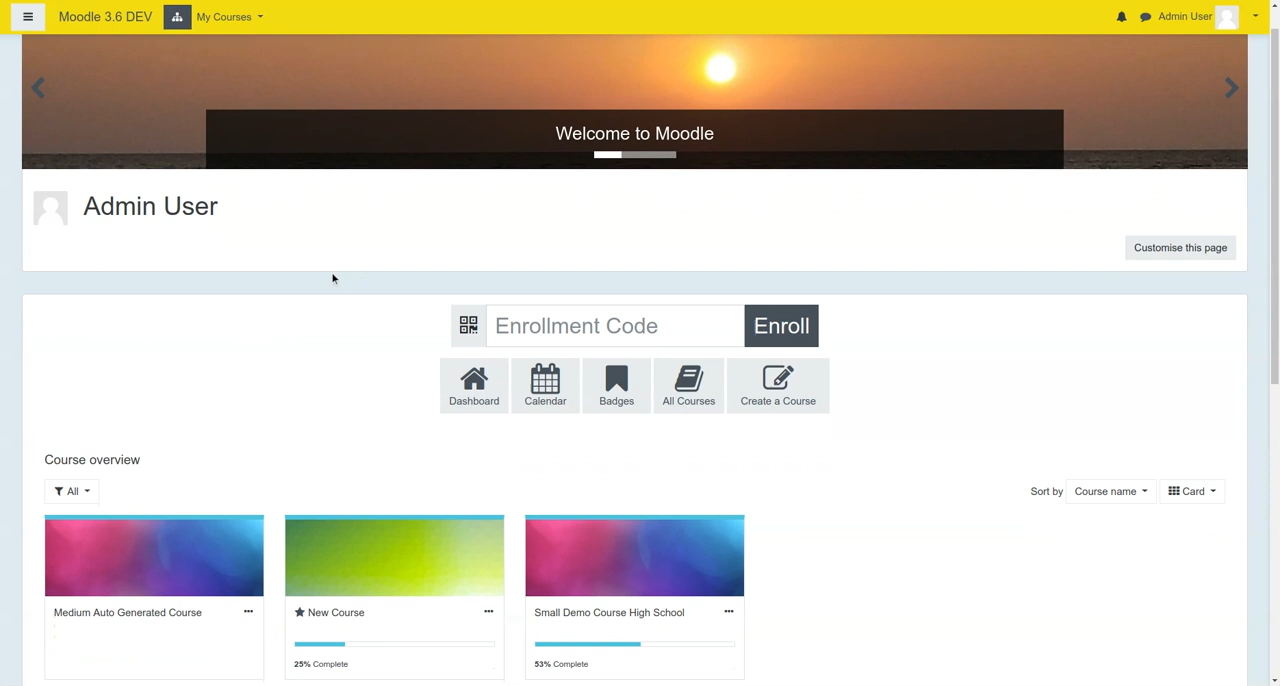 Moodle 3.6 DEV My Courses Admin User
Welcome to Moodle
Admin User
Customise this page
Enrollment Code Enroll
Dashboard Calendar Badges All Courses Create a Course
Course overview
All Sort by Course name Card
Medium Auto Generated Course ••• New Course ••• Small Demo Course High School •••
25% Complete 53% Complete